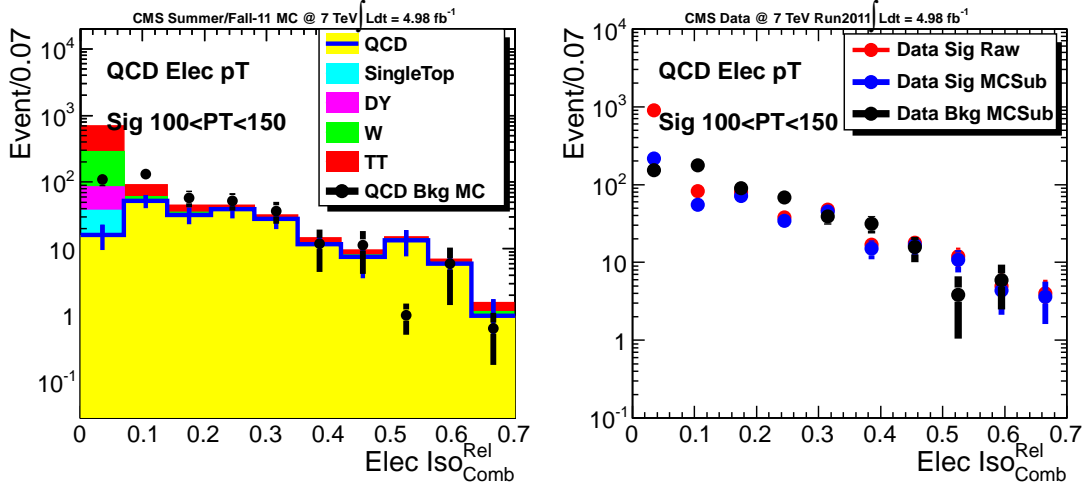 CMS Summer/Fall-11 MC @ 7 TeV ∫ Ldt = 4.98 fb⁻¹
Event/0.07
10⁴
10³
10²
10
1
10⁻¹
QCD Elec pT
Sig 100<PT<150
QCD
SingleTop
DY
W
TT
QCD Bkg MC
0 0.1 0.2 0.3 0.4 0.5 0.6 0.7
Elec Iso^Rel_Comb
CMS Data @ 7 TeV Run2011 ∫ Ldt = 4.98 fb⁻¹
Event/0.07
10⁴
10³
10²
10
1
10⁻¹
QCD Elec pT
Sig 100<PT<150
Data Sig Raw
Data Sig MCSub
Data Bkg MCSub
0 0.1 0.2 0.3 0.4 0.5 0.6 0.7
Elec Iso^Rel_Comb